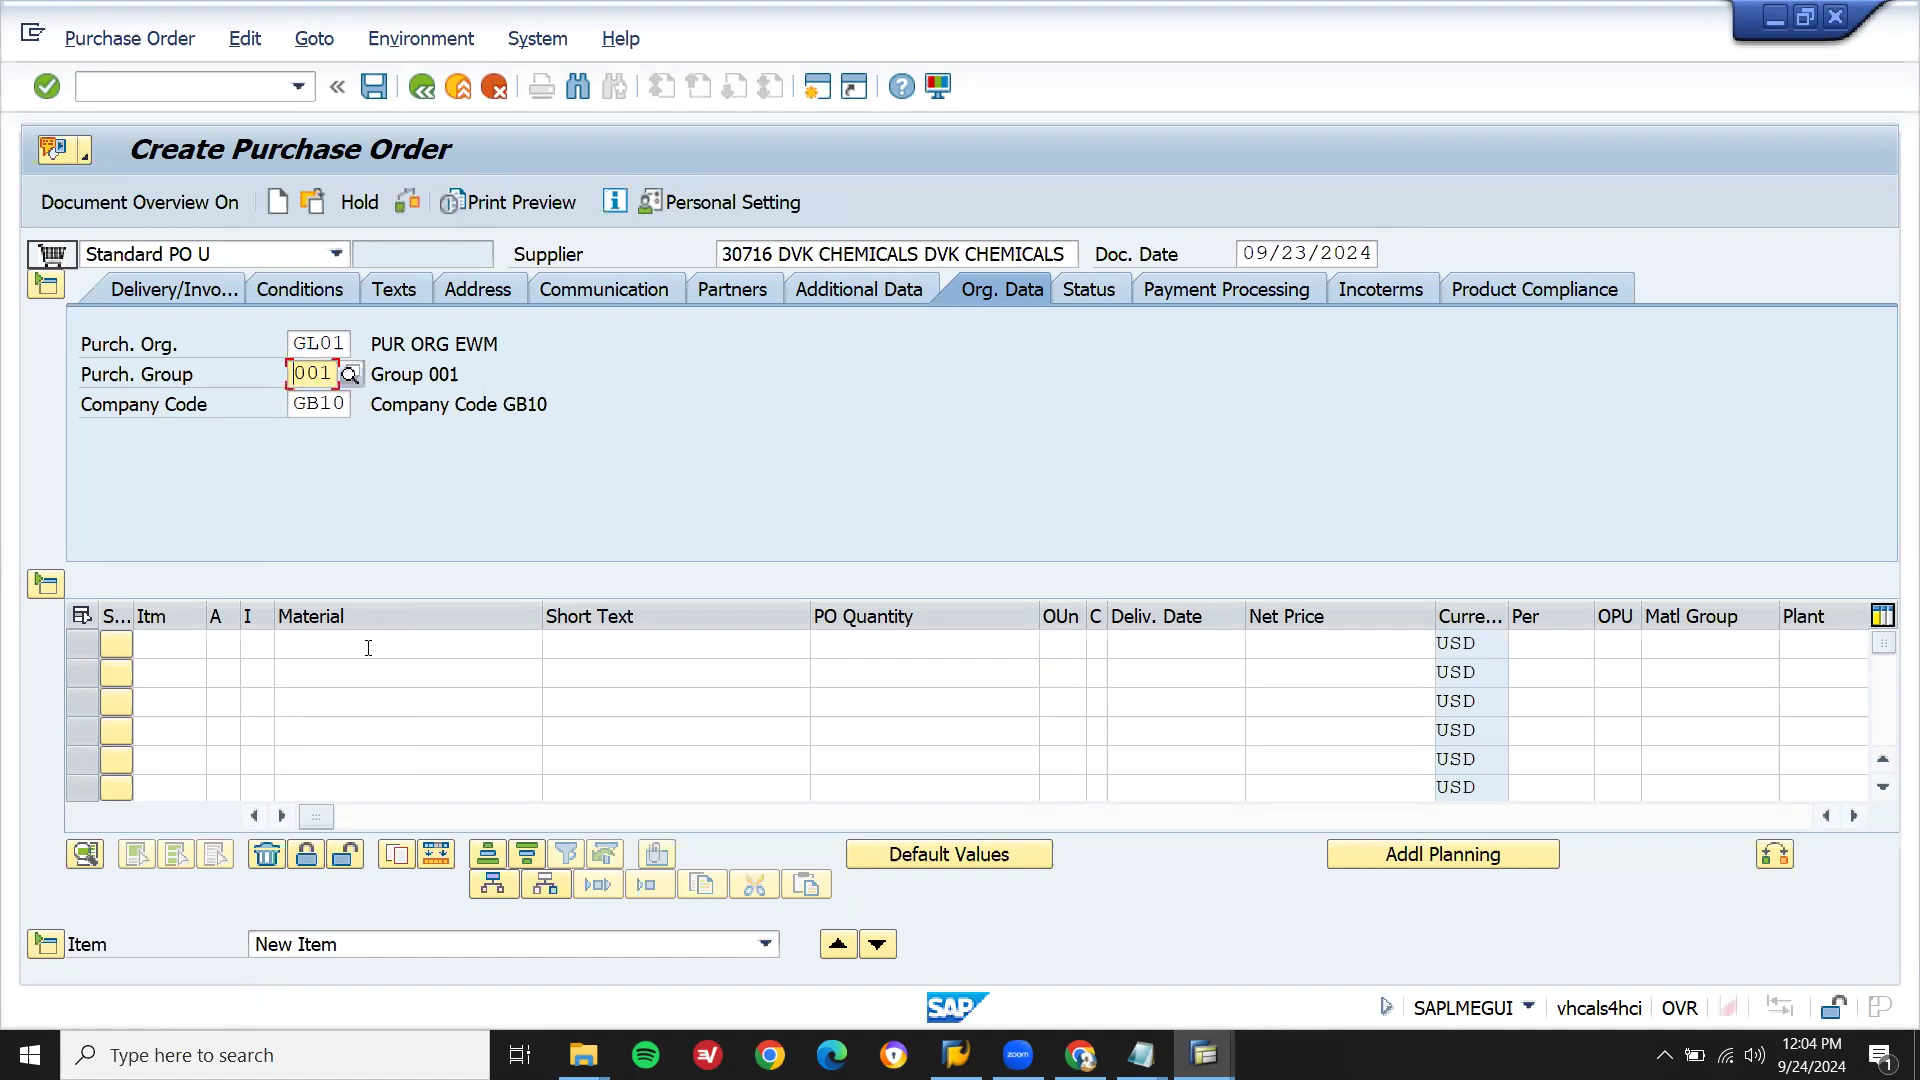 Purchase Order Edit Goto Environment System Help
Create Purchase Order
Document Overview On Hold Print Preview Personal Setting
Standard PO U Supplier 30716 DVK CHEMICALS DVK CHEMICALS Doc. Date 09/23/2024
Delivery/Invo... Conditions Texts Address Communication Partners Additional Data Org. Data Status Payment Processing Incoterms Product Compliance
Purch. Org. GL01 PUR ORG EWM
Purch. Group 001 Group 001
Company Code GB10 Company Code GB10
S... Itm A I Material Short Text PO Quantity OUn C Deliv. Date Net Price Curre... Per OPU Matl Group Plant
USD
USD
USD
USD
USD
USD
Default Values Addl Planning
Item New Item
SAP SAPLMEGUI vhcals4hci OVR
Type here to search zoom 12:04 PM
9/24/2024 1